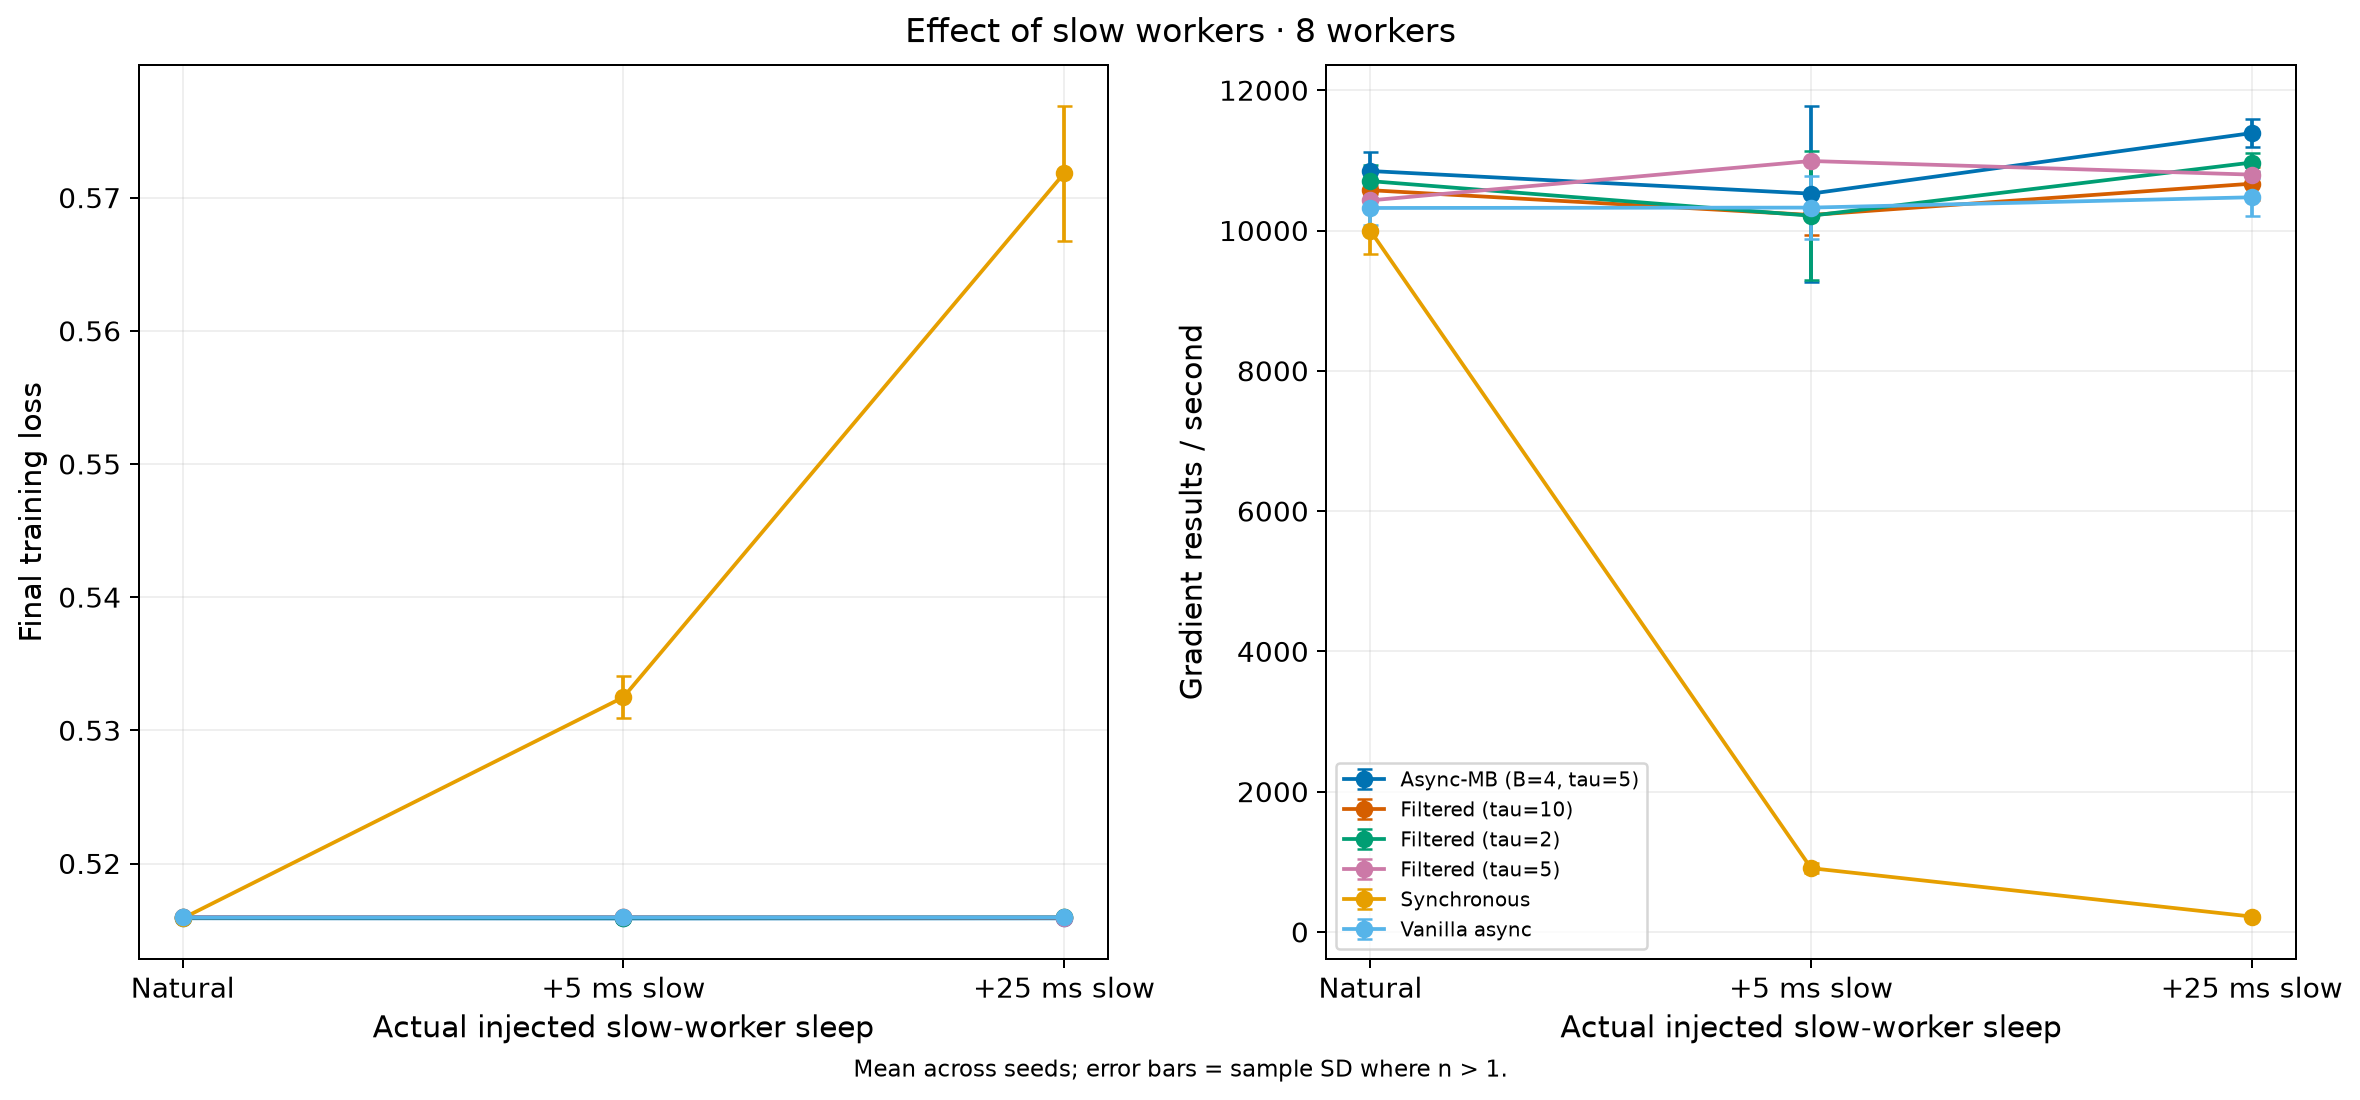 Effect of slow workers · 8 workers
Final training loss
0.57
0.56
0.55
0.54
0.53
0.52
Natural
+5 ms slow
+25 ms slow
Actual injected slow-worker sleep
Gradient results / second
12000
10000
8000
6000
4000
2000
0
Async-MB (B=4, tau=5)
Filtered (tau=10)
Filtered (tau=2)
Filtered (tau=5)
Synchronous
Vanilla async
Natural
+5 ms slow
+25 ms slow
Actual injected slow-worker sleep
Mean across seeds; error bars = sample SD where n > 1.